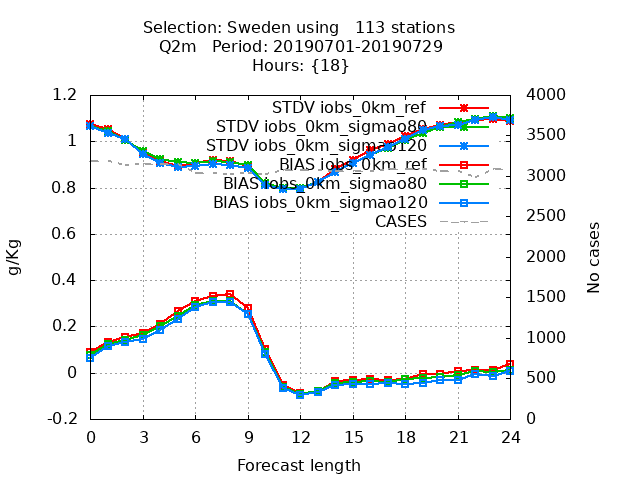 Selection: Sweden using   113 stations
Q2m   Period: 20190701-20190729
Hours: {18}
STDV iobs_0km_ref
STDV iobs_0km_sigmao80
STDV iobs_0km_sigmao120
BIAS iobs_0km_ref
BIAS iobs_0km_sigmao80
BIAS iobs_0km_sigmao120
CASES
1.2
1
0.8
0.6
0.4
0.2
0
-0.2
g/Kg
4000
3500
3000
2500
2000
1500
1000
500
0
No cases
0 3 6 9 12 15 18 21 24
Forecast length